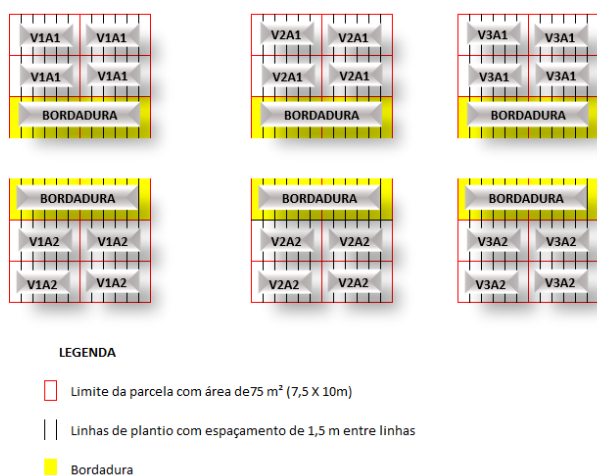 V1A1 V1A1 V2A1 V2A1 V3A1 V3A1
V1A1 V1A1 V2A1 V2A1 V3A1 V3A1
BORDADURA BORDADURA BORDADURA
BORDADURA BORDADURA BORDADURA
V1A2 V1A2 V2A2 V2A2 V3A2 V3A2
V1A2 V1A2 V2A2 V2A2 V3A2 V3A2
LEGENDA
Limite da parcela com área de75 m² (7,5 X 10m)
Linhas de plantio com espaçamento de 1,5 m entre linhas
Bordadura